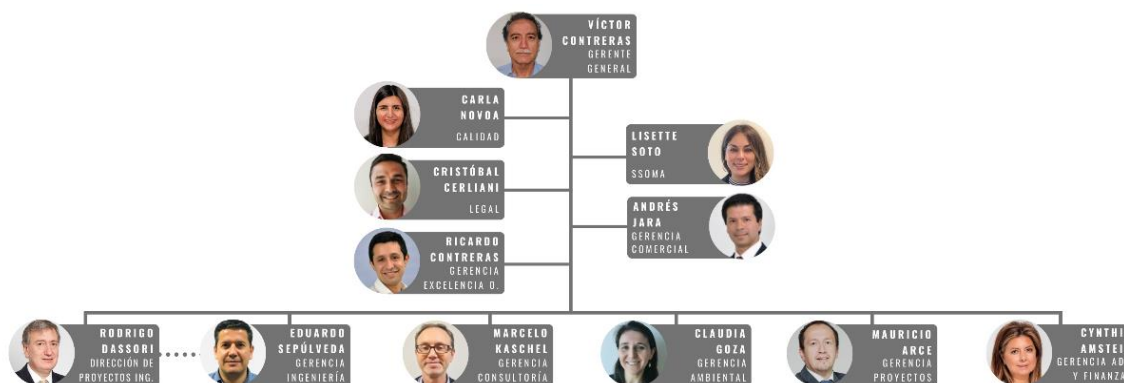 VÍCTOR
CONTRERAS
GERENTE
GENERAL
CARLA
NOVOA
CALIDAD
LISETTE
SOTO
SSOMA
CRISTÓBAL
CERLIANI
LEGAL
ANDRÉS
JARA
GERENCIA
COMERCIAL
RICARDO
CONTRERAS
GERENCIA
EXCELENCIA O.
RODRIGO
DASSORI
DIRECCIÓN DE
PROYECTOS ING.
EDUARDO
SEPÚLVEDA
GERENCIA
INGENIERÍA
MARCELO
KASCHEL
GERENCIA
CONSULTORÍA
CLAUDIA
GOZA
GERENCIA
AMBIENTAL
MAURICIO
ARCE
GERENCIA
PROYECTOS
GERENCIA
Y